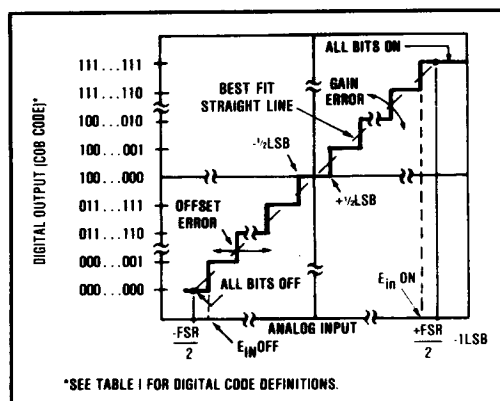 ALL BITS ON
111...111
BEST FIT
STRAIGHT LINE
GAIN
ERROR
111...110
100...010
100...001
-½LSB
100...000
+½LSB
011...111
OFFSET
ERROR
011...110
000...001
ALL BITS OFF
000...000
DIGITAL OUTPUT (COB CODE)*
-FSR
2
EIN OFF
ANALOG INPUT
Ein ON
+FSR
2
-1LSB
*SEE TABLE I FOR DIGITAL CODE DEFINITIONS.